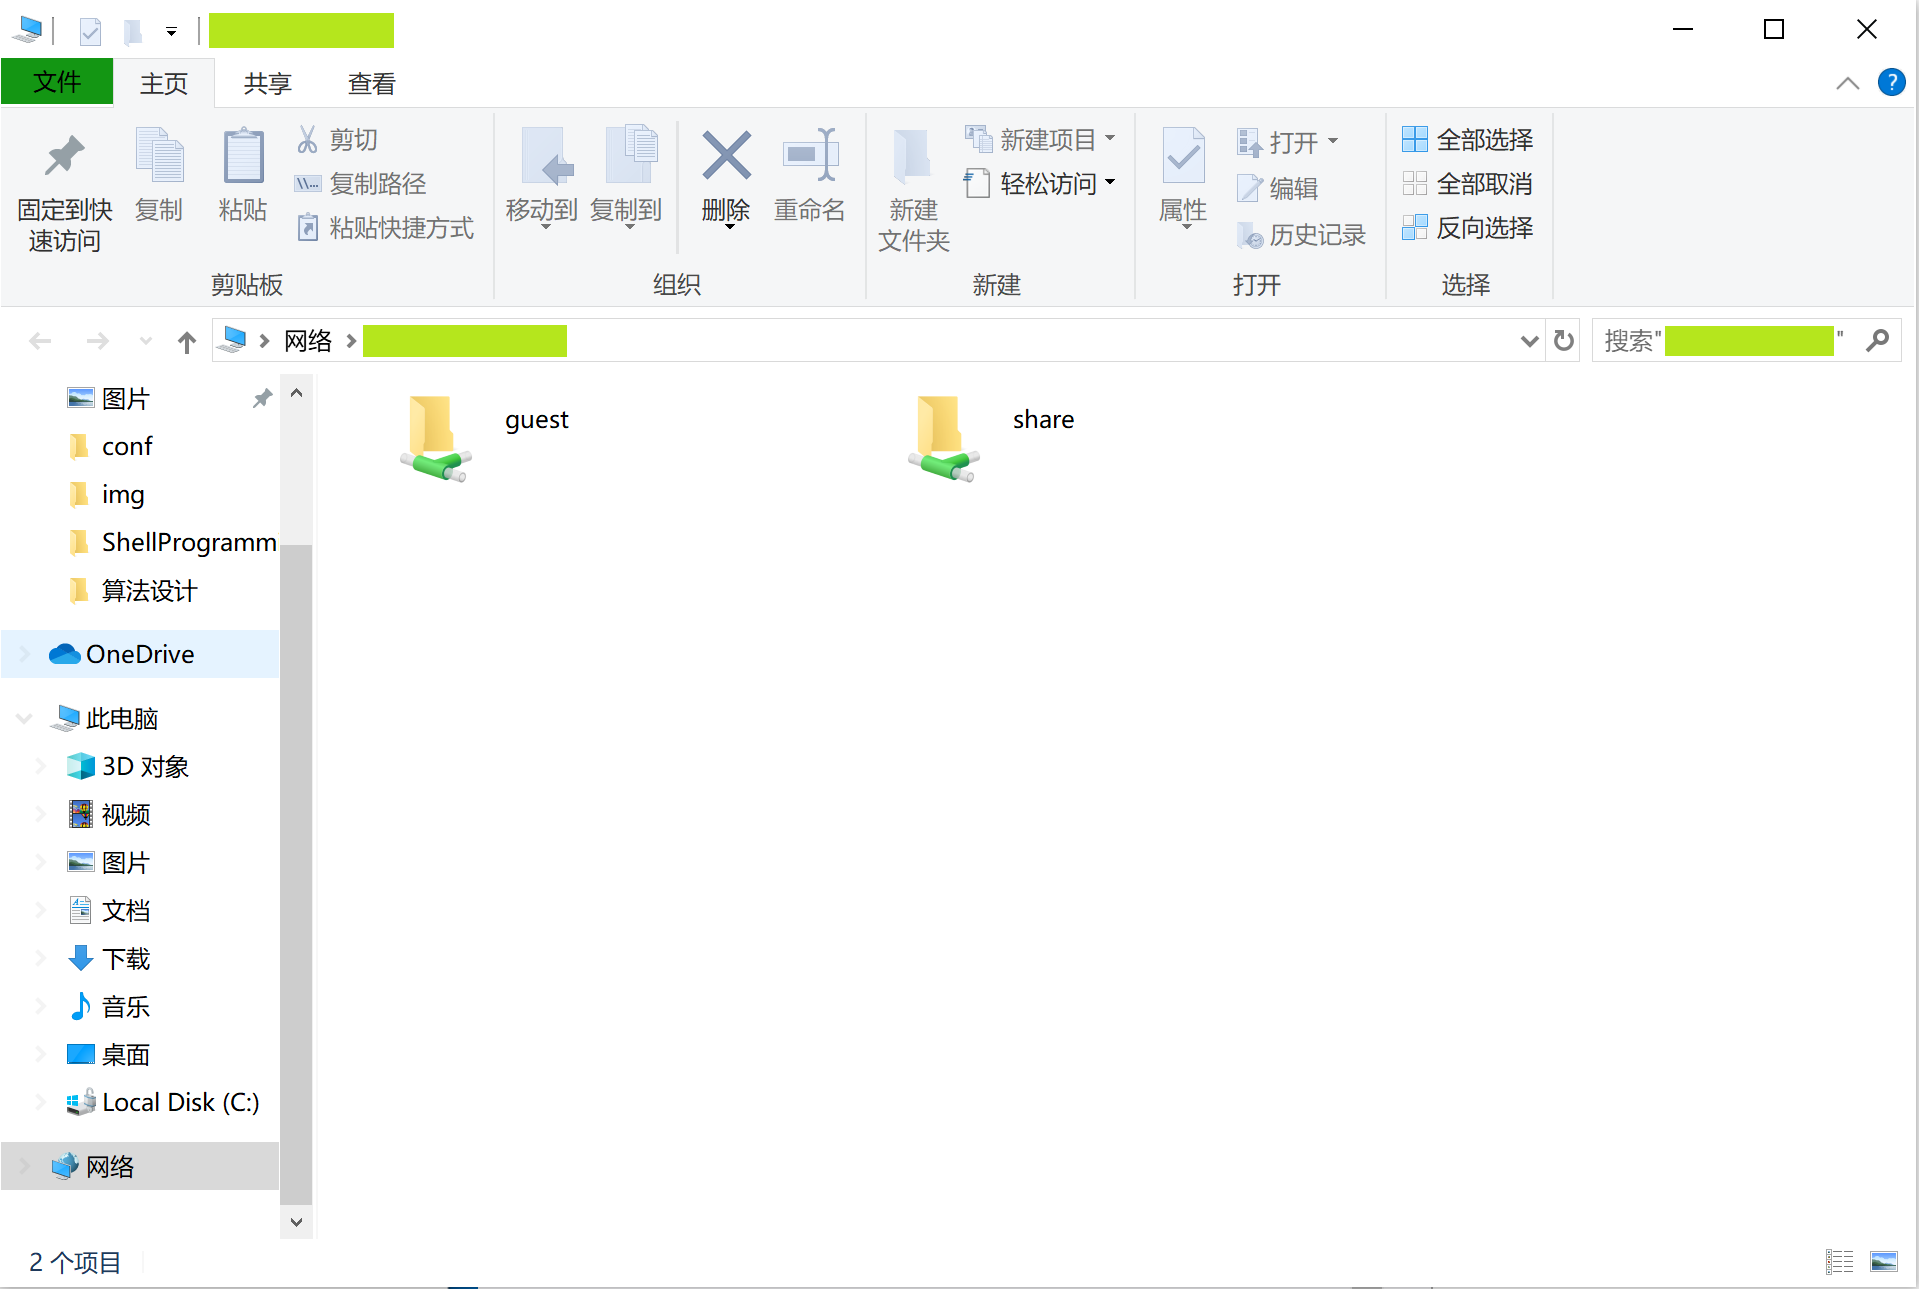 文件 主页 共享 查看
固定到快
速访问
复制
粘贴
剪切
复制路径
粘贴快捷方式
剪贴板
移动到
复制到
删除
重命名
组织
新建
文件夹
新建项目
轻松访问
新建
属性
打开
编辑
历史记录
打开
全部选择
全部取消
反向选择
选择
网络
搜索" "
图片
conf
img
ShellProgramm
算法设计
OneDrive
此电脑
3D 对象
视频
图片
文档
下载
音乐
桌面
Local Disk (C:)
网络
guest
share
2 个项目